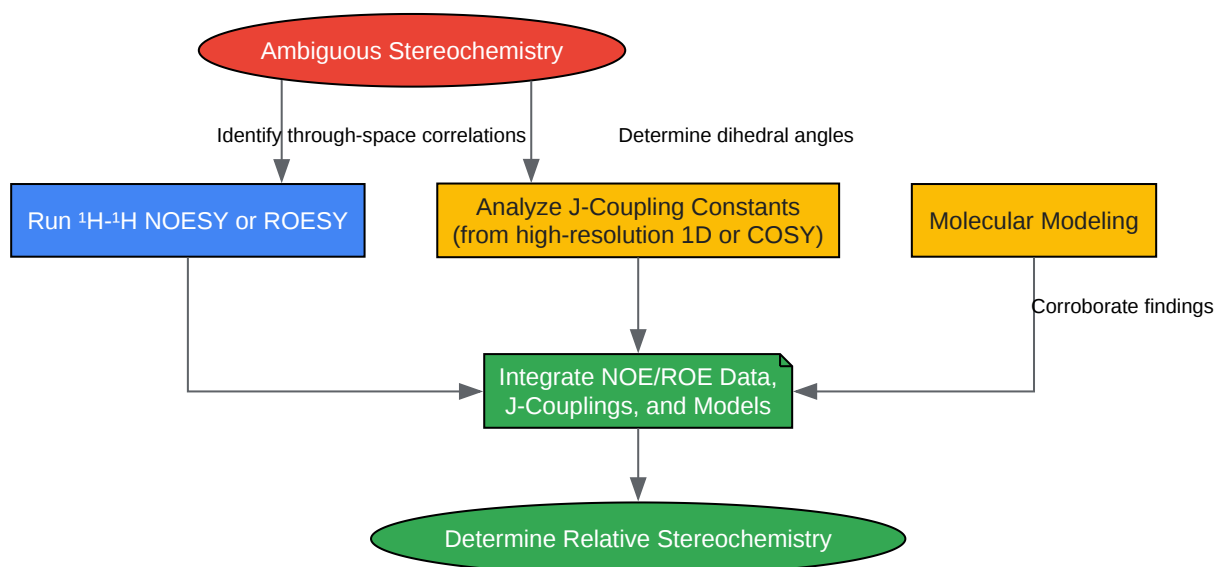 Ambiguous Stereochemistry
Identify through-space correlations
Determine dihedral angles
Run ¹H-¹H NOESY or ROESY
Analyze J-Coupling Constants
(from high-resolution 1D or COSY)
Molecular Modeling
Corroborate findings
Integrate NOE/ROE Data,
J-Couplings, and Models
Determine Relative Stereochemistry